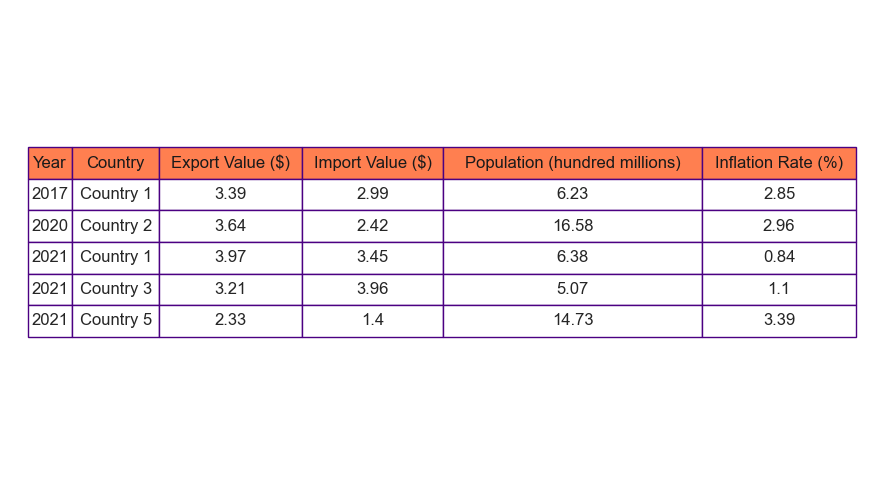 Year Country Export Value ($) Import Value ($) Population (hundred millions) Inflation Rate (%)
2017 Country 1 3.39 2.99 6.23 2.85
2020 Country 2 3.64 2.42 16.58 2.96
2021 Country 1 3.97 3.45 6.38 0.84
2021 Country 3 3.21 3.96 5.07 1.1
2021 Country 5 2.33 1.4 14.73 3.39